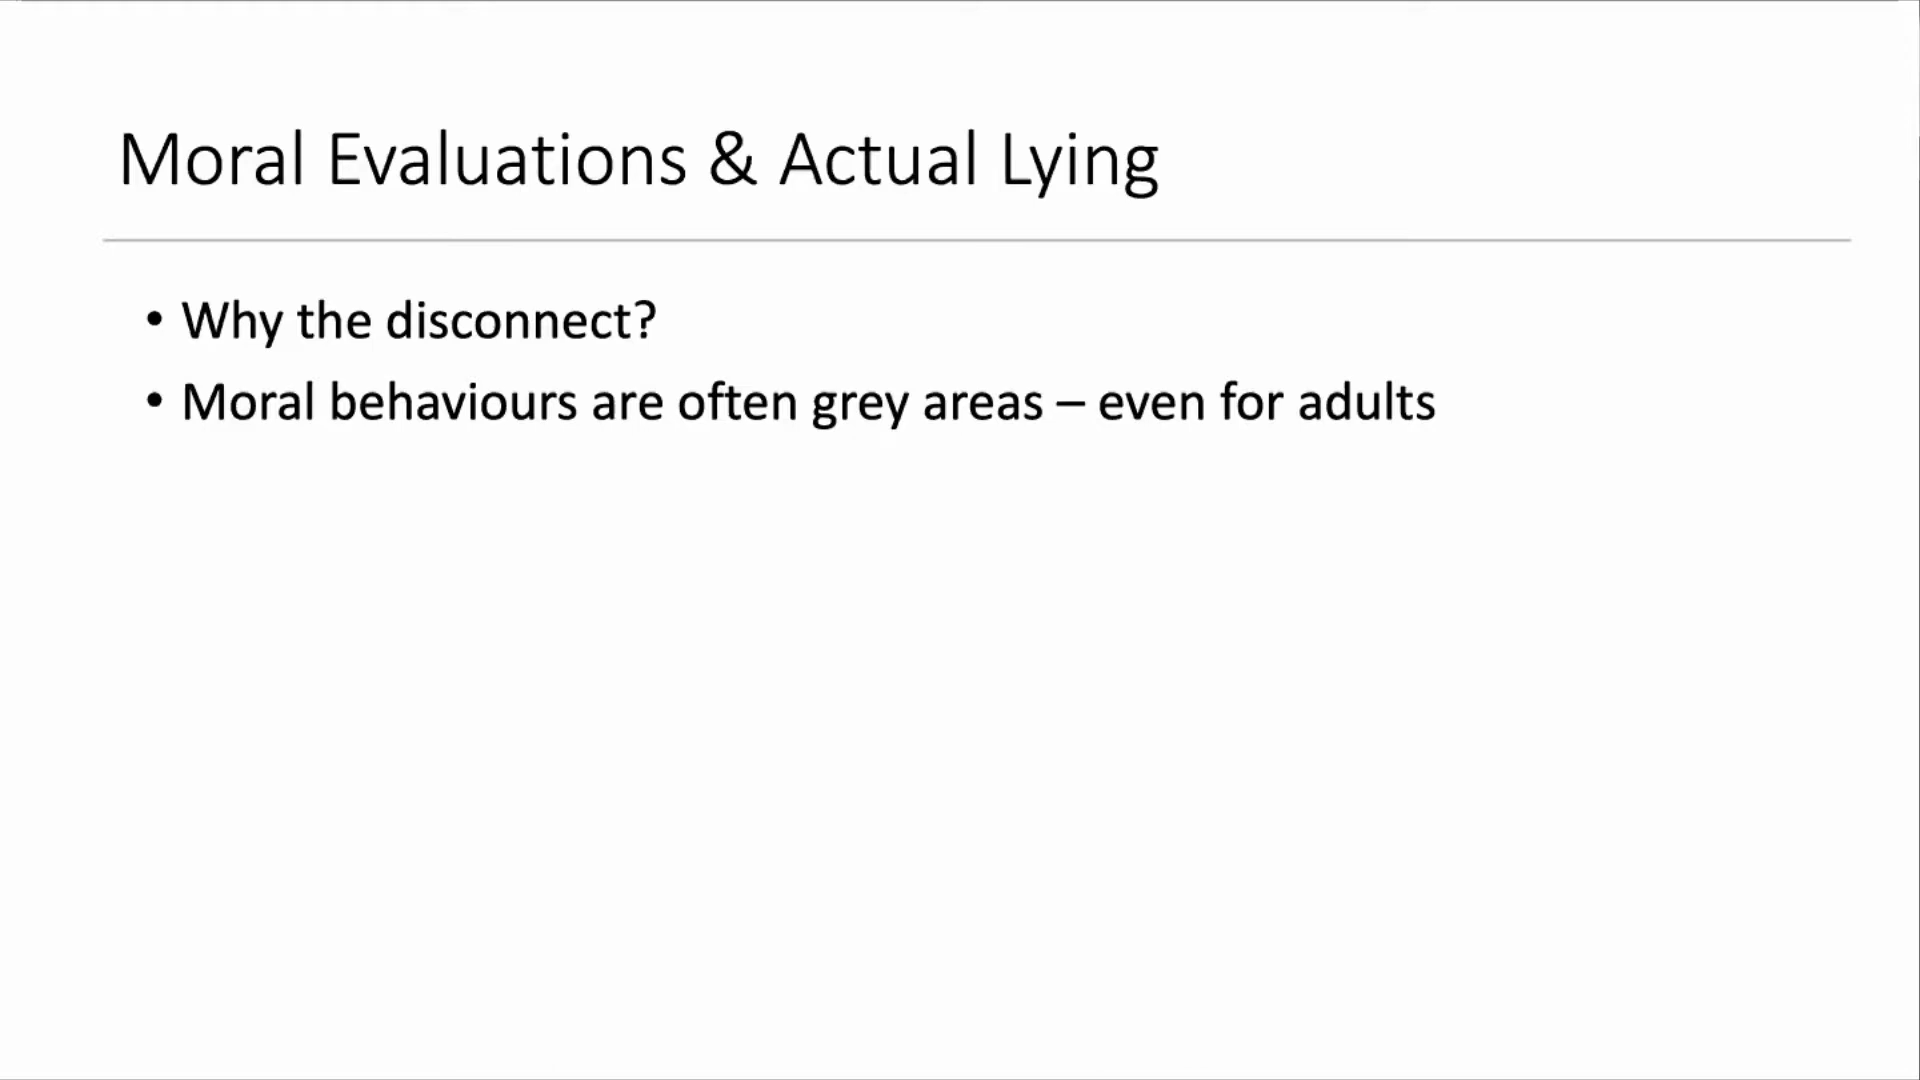 Moral Evaluations & Actual Lying
• Why the disconnect?
• Moral behaviours are often grey areas – even for adults